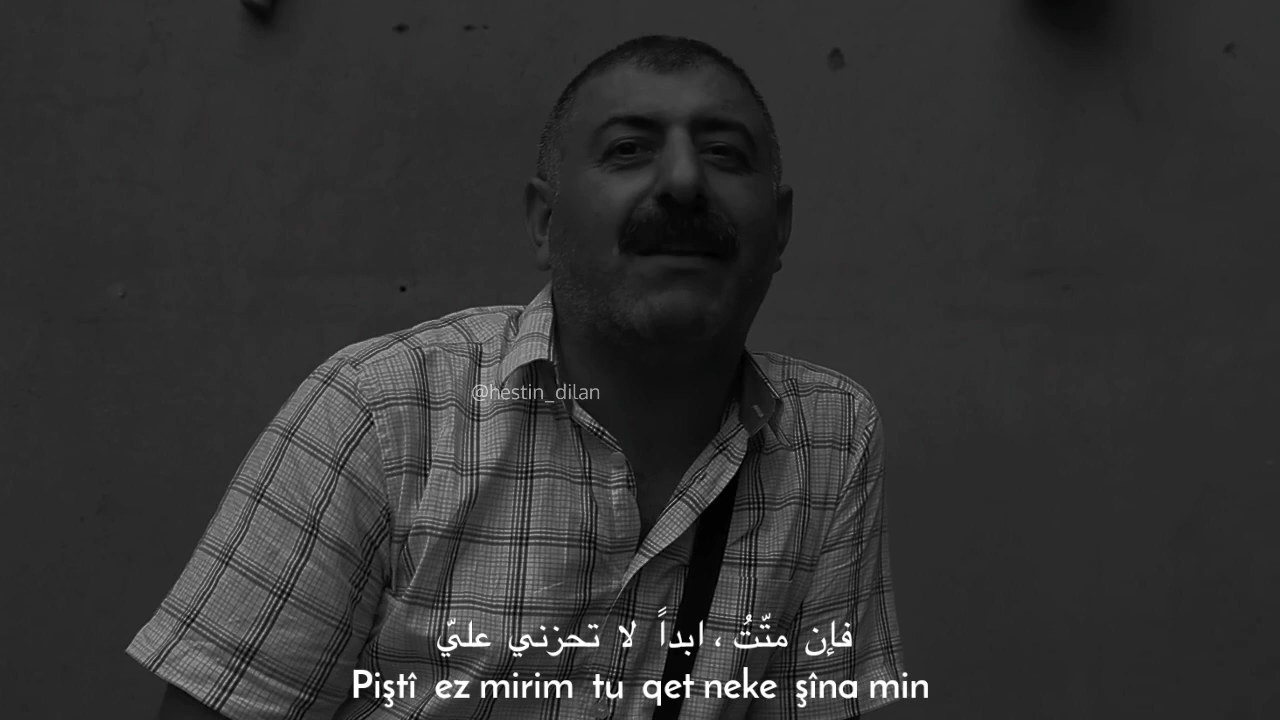 @hestin_dilan
فإن متّتُ ، ابداً لا تحزني عليّ
Piştî ez mirim tu qet neke şîna min